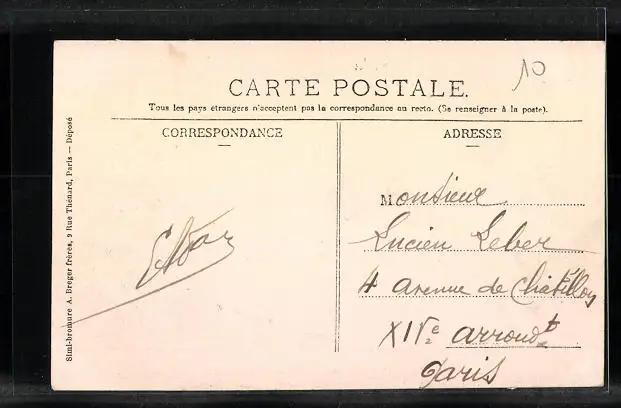 10
CARTE POSTALE.
Tous les pays étrangers n'acceptent pas la correspondance au recto. (Se renseigner à la poste).
CORRESPONDANCE
ADRESSE
Monsieur
Lucien Leber
4 avenue de Châtillon
XIVe arrondt
Paris
Simi-bromure A. Breger frères, 9 Rue Thénard, Paris — Déposé